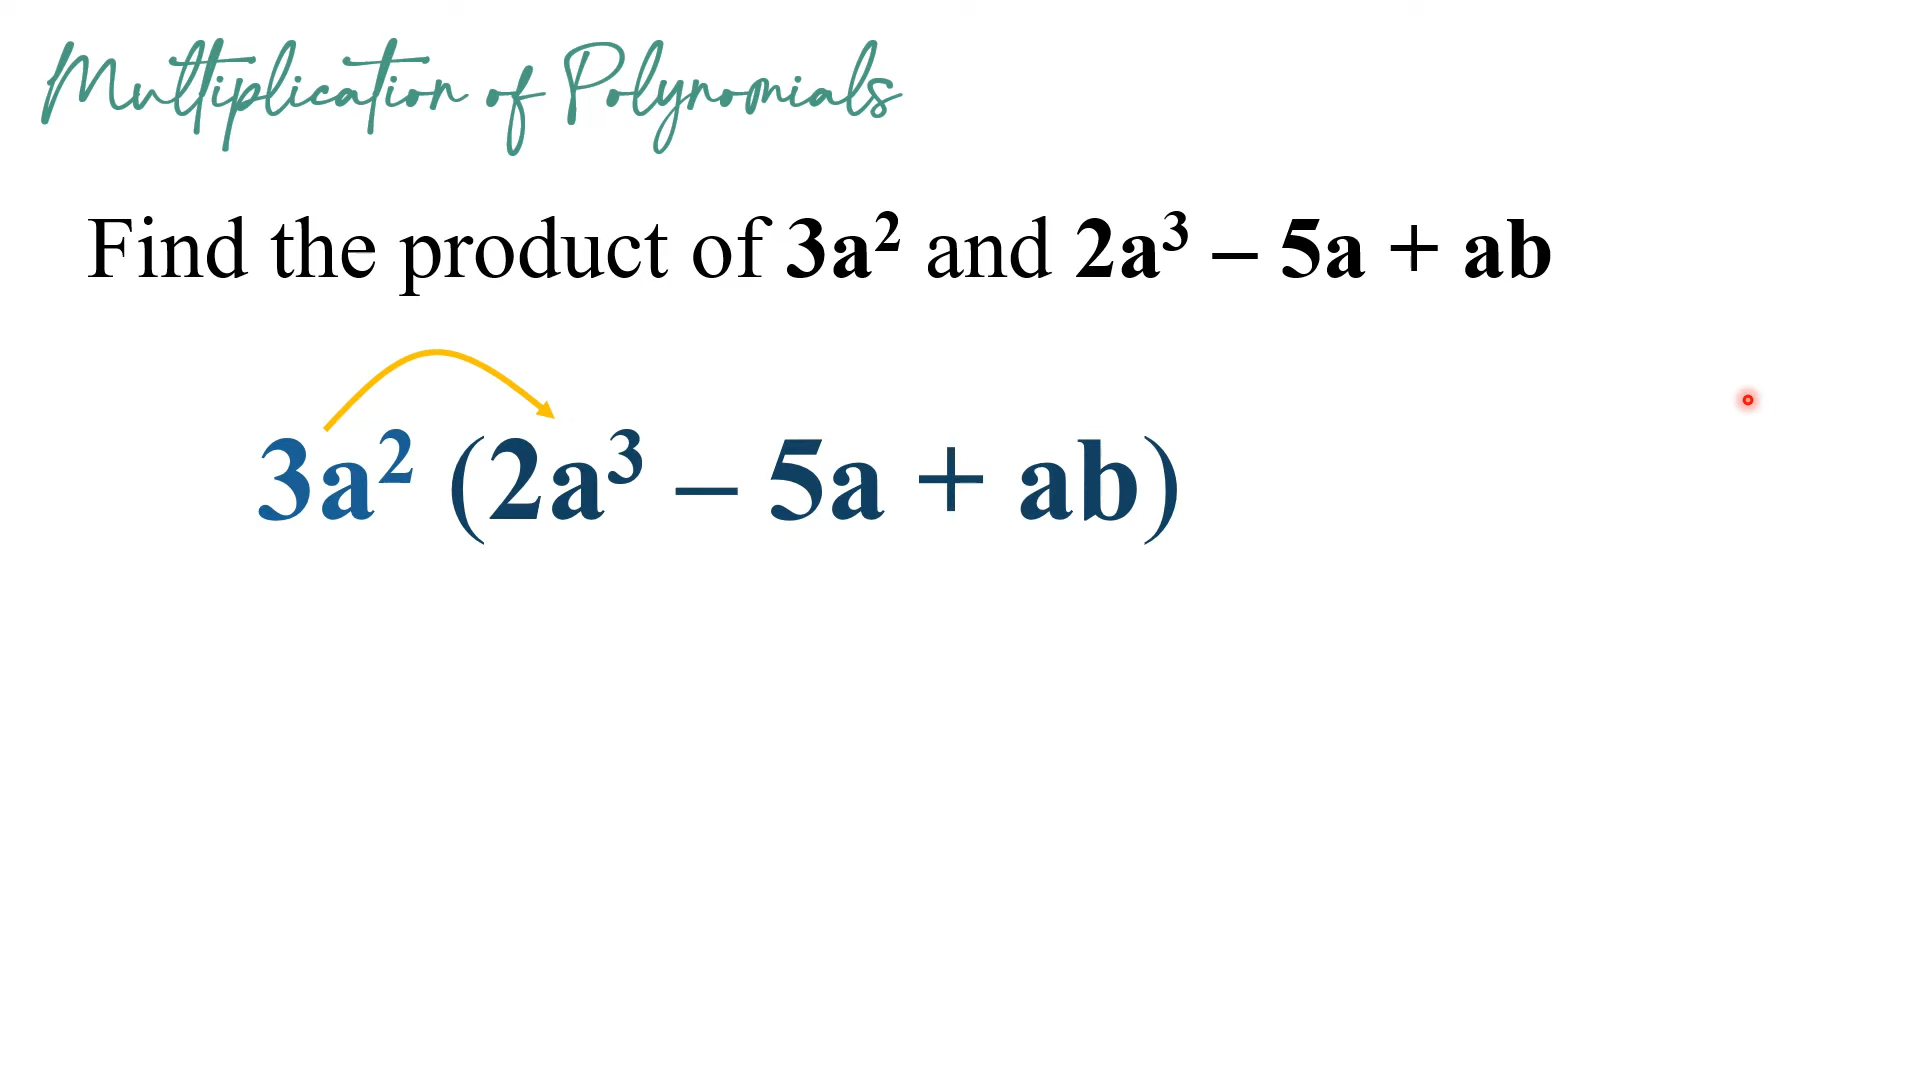 Multiplication of Polynomials
Find the product of 3a² and 2a³ – 5a + ab
3a² (2a³ – 5a + ab)